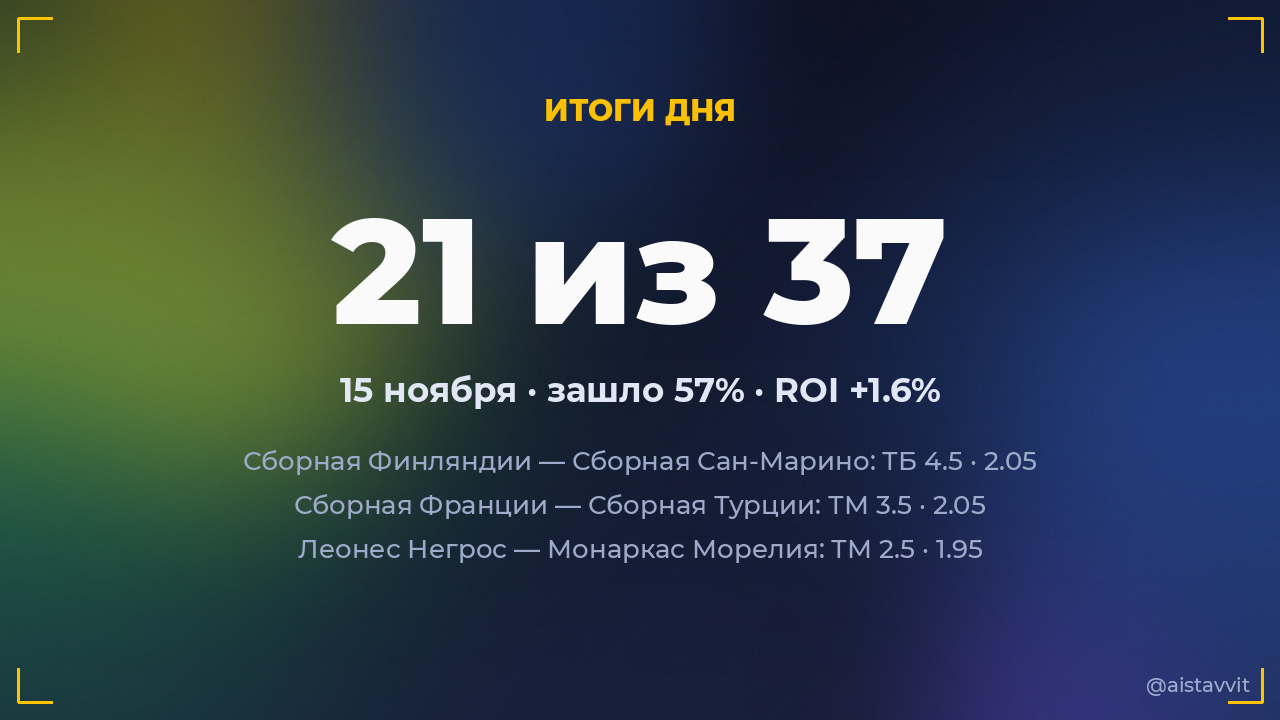 ИТОГИ ДНЯ
21 из 37
15 ноября · зашло 57% · ROI +1.6%
Сборная Финляндии — Сборная Сан-Марино: ТБ 4.5 · 2.05
Сборная Франции — Сборная Турции: ТМ 3.5 · 2.05
Леонес Негрос — Монаркас Морелия: ТМ 2.5 · 1.95
@aistavvit